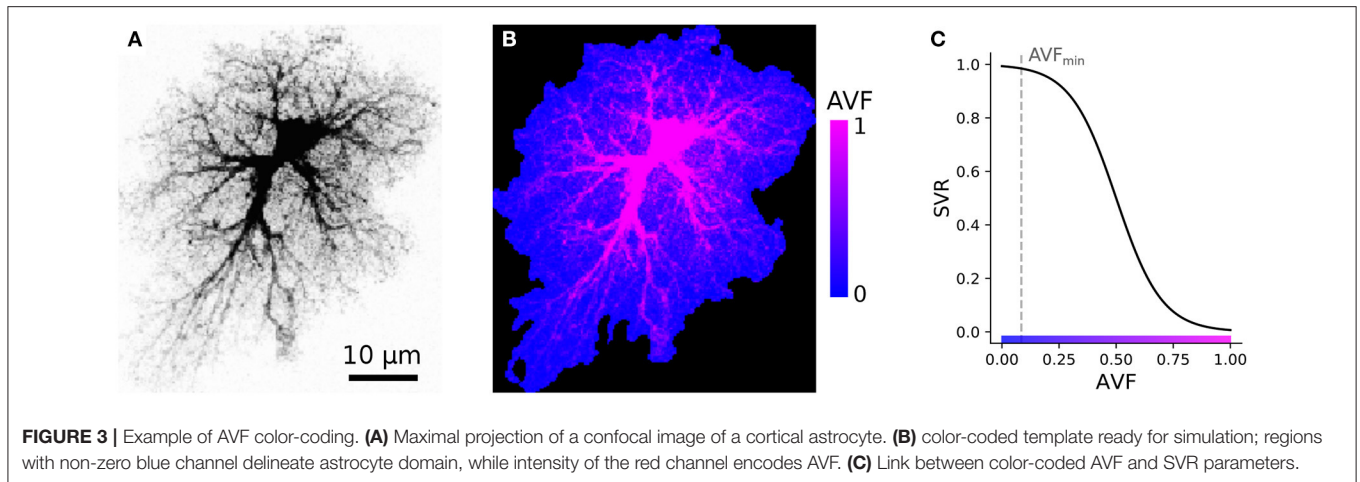 A
B
C
10 μm
AVF
1
0
AVF_min
SVR
1.0
0.8
0.6
0.4
0.2
0.0
0.00 0.25 0.50 0.75 1.00
AVF
FIGURE 3 | Example of AVF color-coding. (A) Maximal projection of a confocal image of a cortical astrocyte. (B) color-coded template ready for simulation; regions
with non-zero blue channel delineate astrocyte domain, while intensity of the red channel encodes AVF. (C) Link between color-coded AVF and SVR parameters.